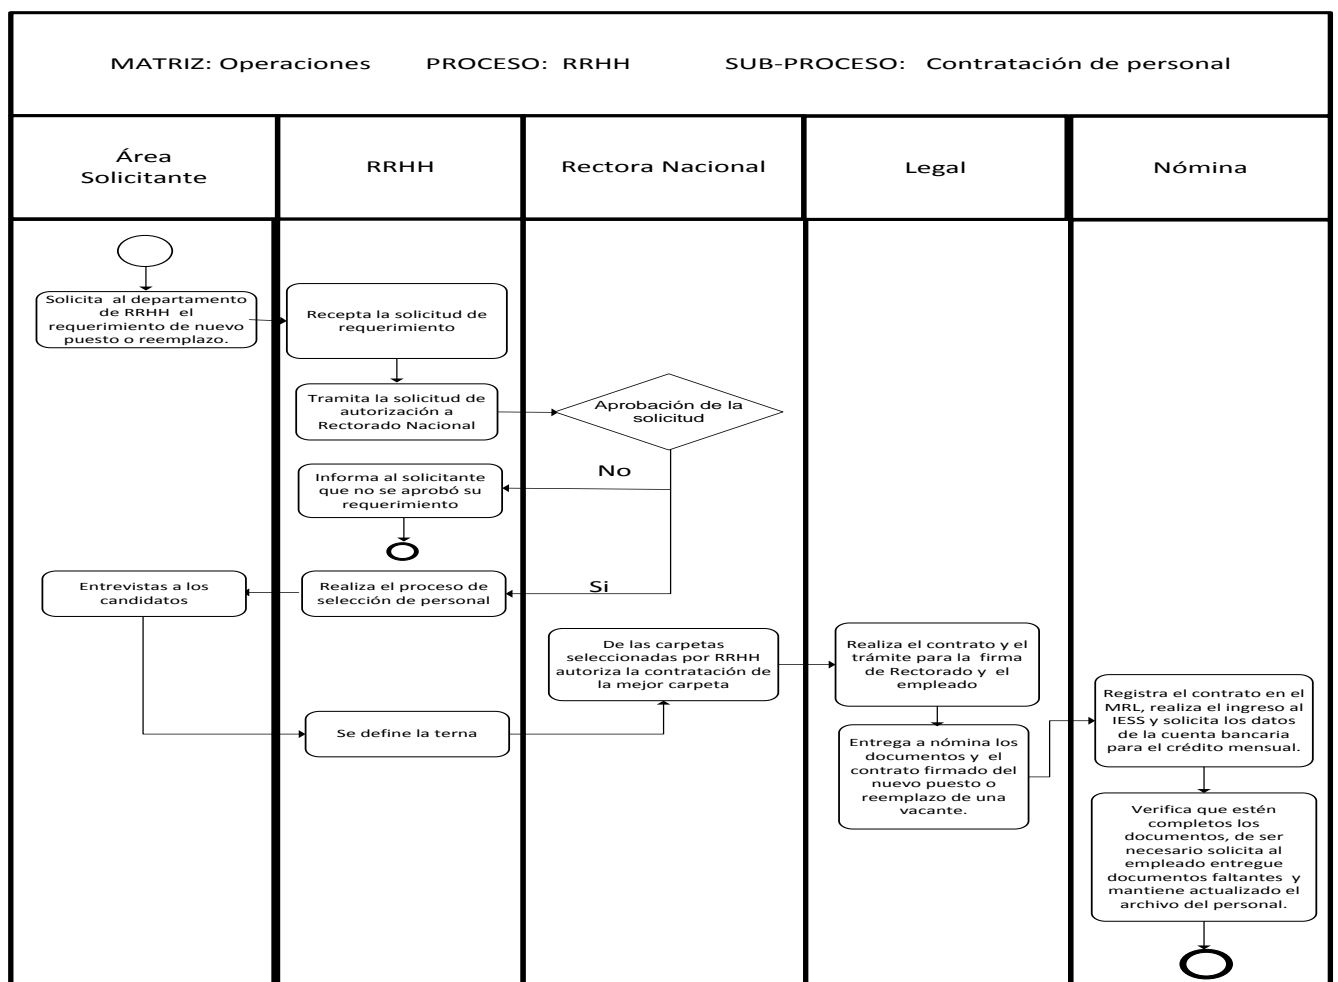 MATRIZ: Operaciones PROCESO: RRHH SUB-PROCESO: Contratación de personal
Área
Solicitante
RRHH
Rectora Nacional
Legal
Nómina
Solicita al departamento
de RRHH el
requerimiento de nuevo
puesto o reemplazo.
Recepta la solicitud de
requerimiento
Tramita la solicitud de
autorización a
Rectorado Nacional
Aprobación de la
solicitud
No
Informa al solicitante
que no se aprobó su
requerimiento
Si
Realiza el proceso de
selección de personal
Entrevistas a los
candidatos
Se define la terna
De las carpetas
seleccionadas por RRHH
autoriza la contratación de
la mejor carpeta
Realiza el contrato y el
trámite para la firma
de Rectorado y el
empleado
Entrega a nómina los
documentos y el
contrato firmado del
nuevo puesto o
reemplazo de una
vacante.
Registra el contrato en el
MRL, realiza el ingreso al
IESS y solicita los datos
de la cuenta bancaria
para el crédito mensual.
Verifica que estén
completos los
documentos, de ser
necesario solicita al
empleado entregue
documentos faltantes y
mantiene actualizado el
archivo del personal.